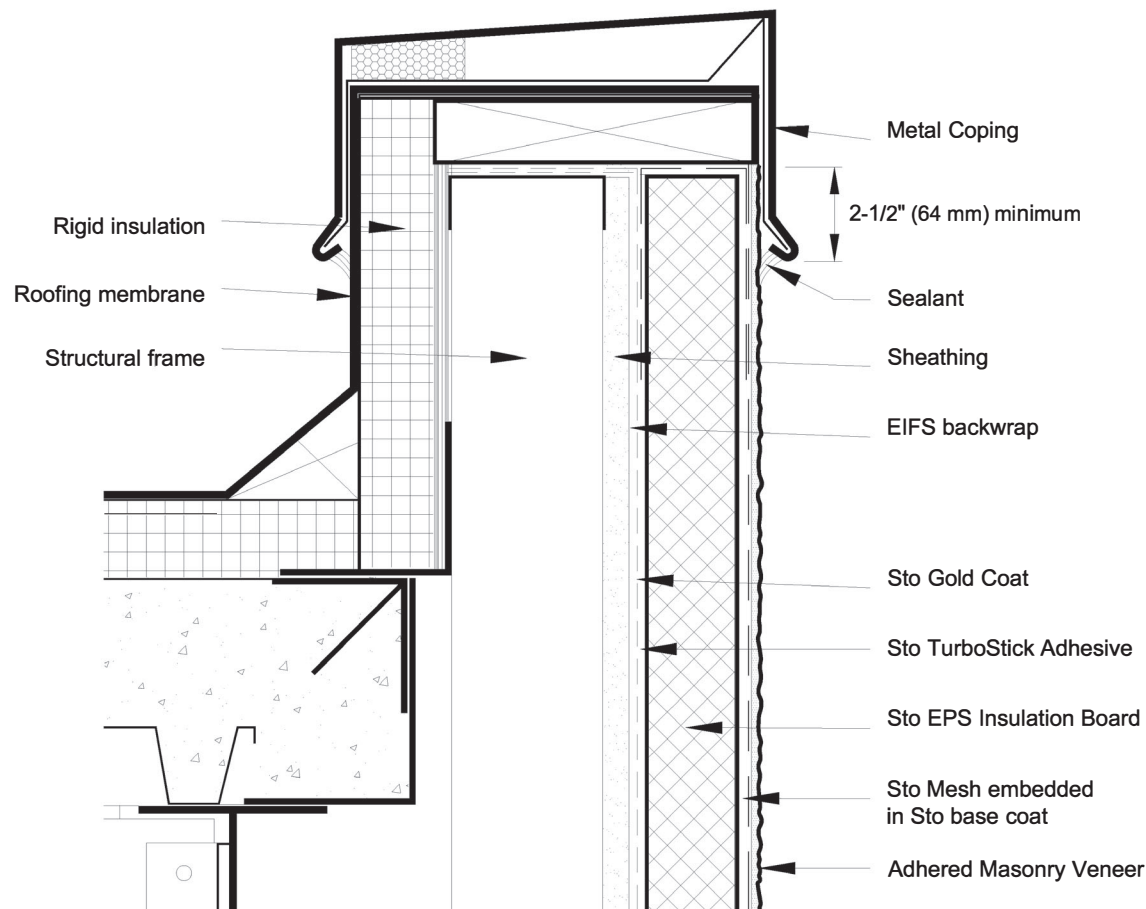 Metal Coping
2-1/2" (64 mm) minimum
Rigid insulation
Roofing membrane
Sealant
Structural frame
Sheathing
EIFS backwrap
Sto Gold Coat
Sto TurboStick Adhesive
Sto EPS Insulation Board
Sto Mesh embedded
in Sto base coat
Adhered Masonry Veneer